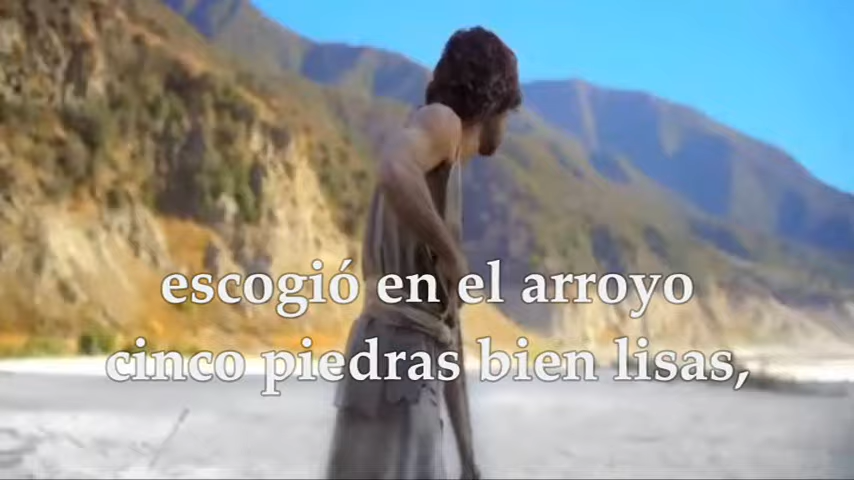 escogió en el arroyo
cinco piedras bien lisas,